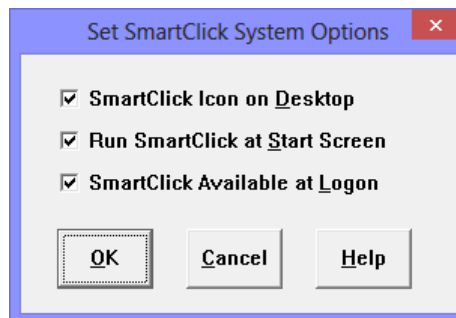 Set SmartClick System Options
SmartClick Icon on Desktop
Run SmartClick at Start Screen
SmartClick Available at Logon
OK Cancel Help